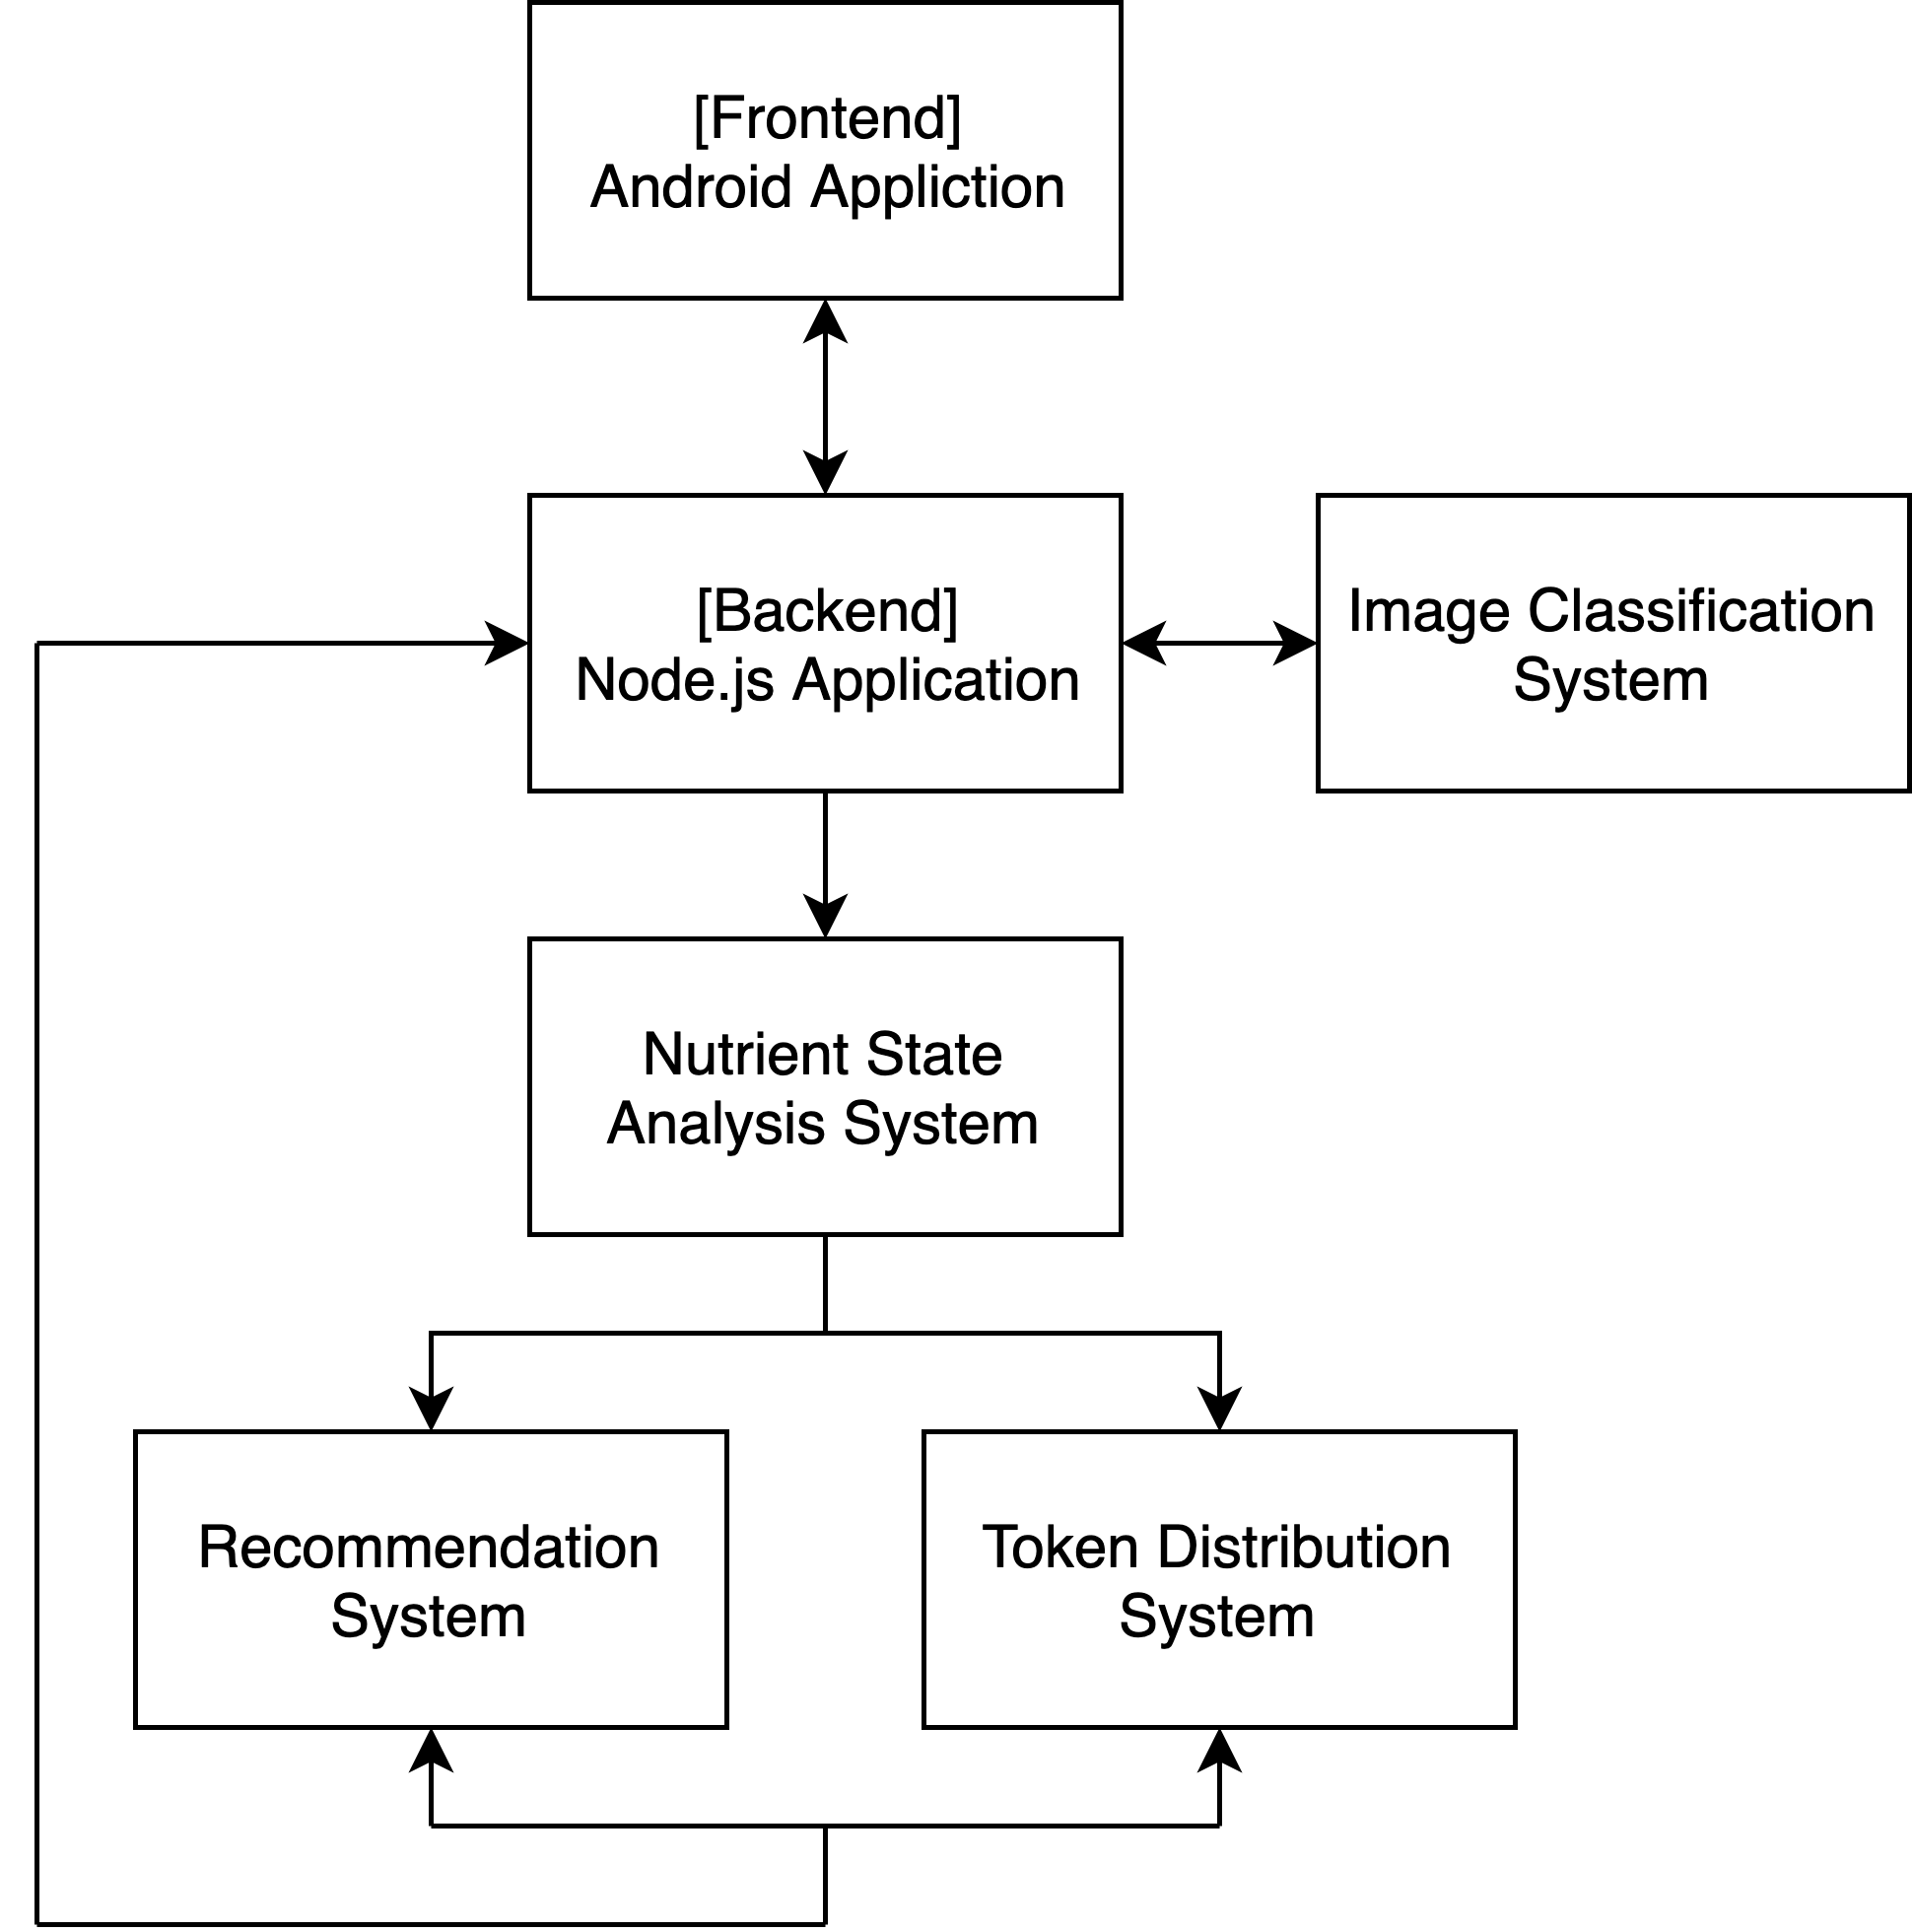 [Frontend]
Android Appliction
[Backend]
Node.js Application
Image Classification
System
Nutrient State
Analysis System
Recommendation
System
Token Distribution
System